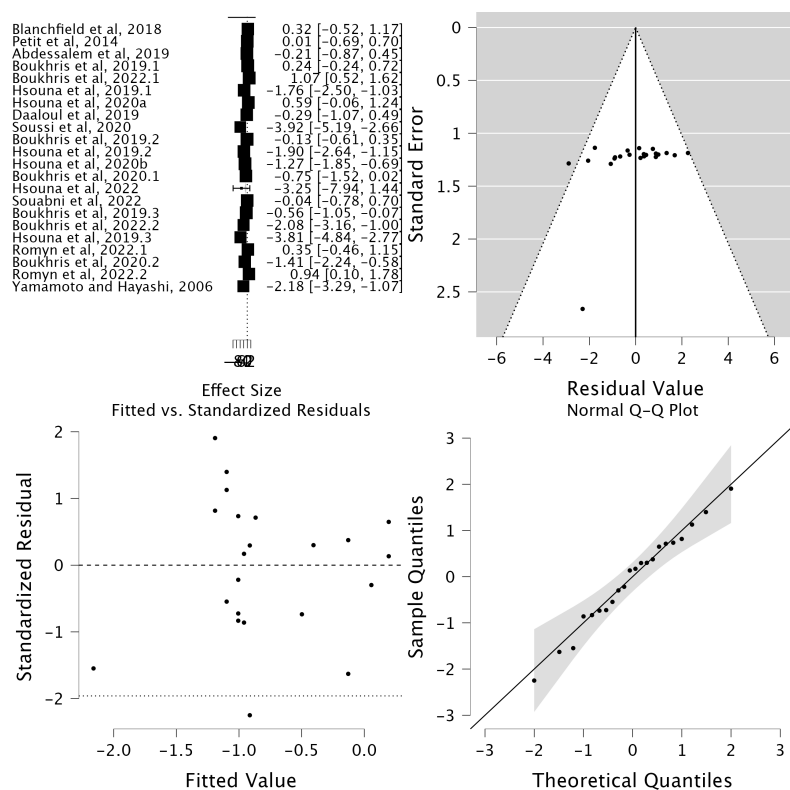 Blanchfield et al, 2018 0.32 [−0.52, 1.17]
Petit et al, 2014 0.01 [−0.69, 0.70]
Abdessalem et al, 2019 −0.21 [−0.87, 0.45]
Boukhris et al, 2019.1 0.24 [−0.24, 0.72]
Boukhris et al, 2022.1 1.07 [0.52, 1.62]
Hsouna et al, 2019.1 −1.76 [−2.50, −1.03]
Hsouna et al, 2020a 0.59 [−0.06, 1.24]
Daaloul et al, 2019 −0.29 [−1.07, 0.49]
Soussi et al, 2020 −3.92 [−5.19, −2.66]
Boukhris et al, 2019.2 −0.13 [−0.61, 0.35]
Hsouna et al, 2019.2 −1.90 [−2.64, −1.15]
Hsouna et al, 2020b −1.27 [−1.85, −0.69]
Boukhris et al, 2020.1 −0.75 [−1.52, 0.02]
Hsouna et al, 2022 −3.25 [−7.94, 1.44]
Souabni et al, 2022 −0.04 [−0.78, 0.70]
Boukhris et al, 2019.3 −0.56 [−1.05, −0.07]
Boukhris et al, 2022.2 −2.08 [−3.16, −1.00]
Hsouna et al, 2019.3 −3.81 [−4.84, −2.77]
Romyn et al, 2022.1 0.35 [−0.46, 1.15]
Boukhris et al, 2020.2 −1.41 [−2.24, −0.58]
Romyn et al, 2022.2 0.94 [0.10, 1.78]
Yamamoto and Hayashi, 2006 −2.18 [−3.29, −1.07]
Effect Size
0
0.5
1
1.5
2
2.5
Standard Error
−6 −4 −2 0 2 4 6
Residual Value
Fitted vs. Standardized Residuals
2
1
0
−1
−2
Standardized Residual
−2.0 −1.5 −1.0 −0.5 0.0
Fitted Value
Normal Q−Q Plot
3
2
1
0
−1
−2
−3
Sample Quantiles
−3 −2 −1 0 1 2 3
Theoretical Quantiles